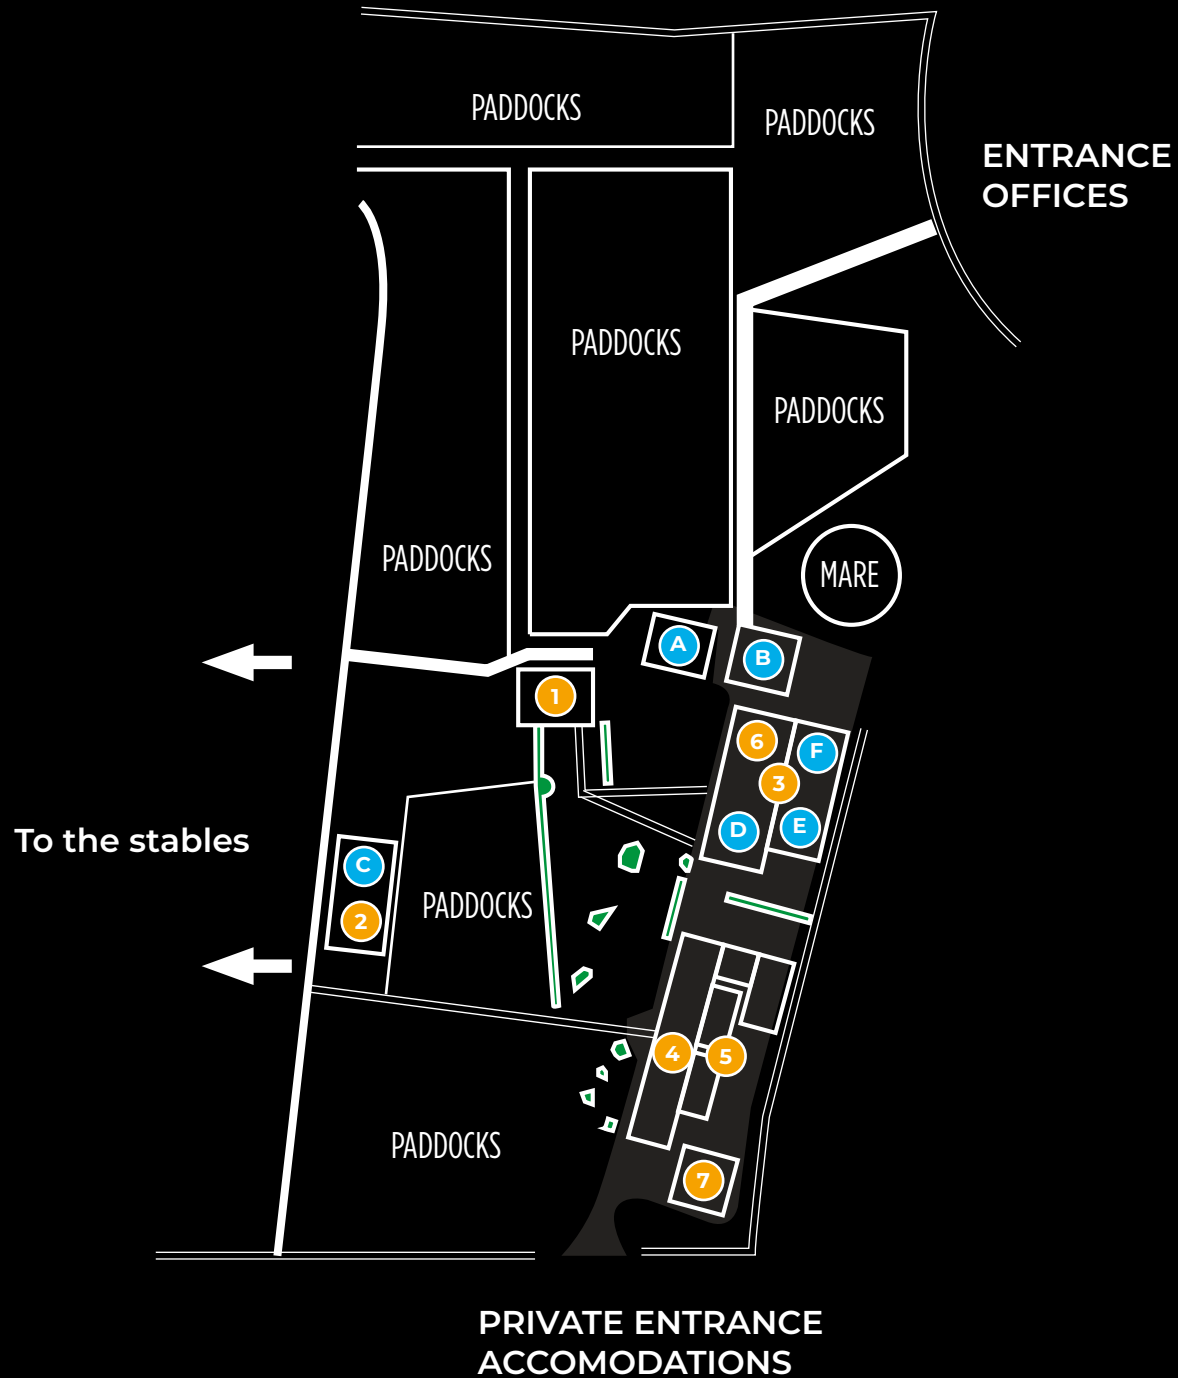 PADDOCKS
PADDOCKS
ENTRANCE
OFFICES
PADDOCKS
PADDOCKS
PADDOCKS
MARE
A
B
1
6
F
3
D
E
To the stables
C
2
PADDOCKS
4
5
PADDOCKS
7
PRIVATE ENTRANCE
ACCOMODATIONS